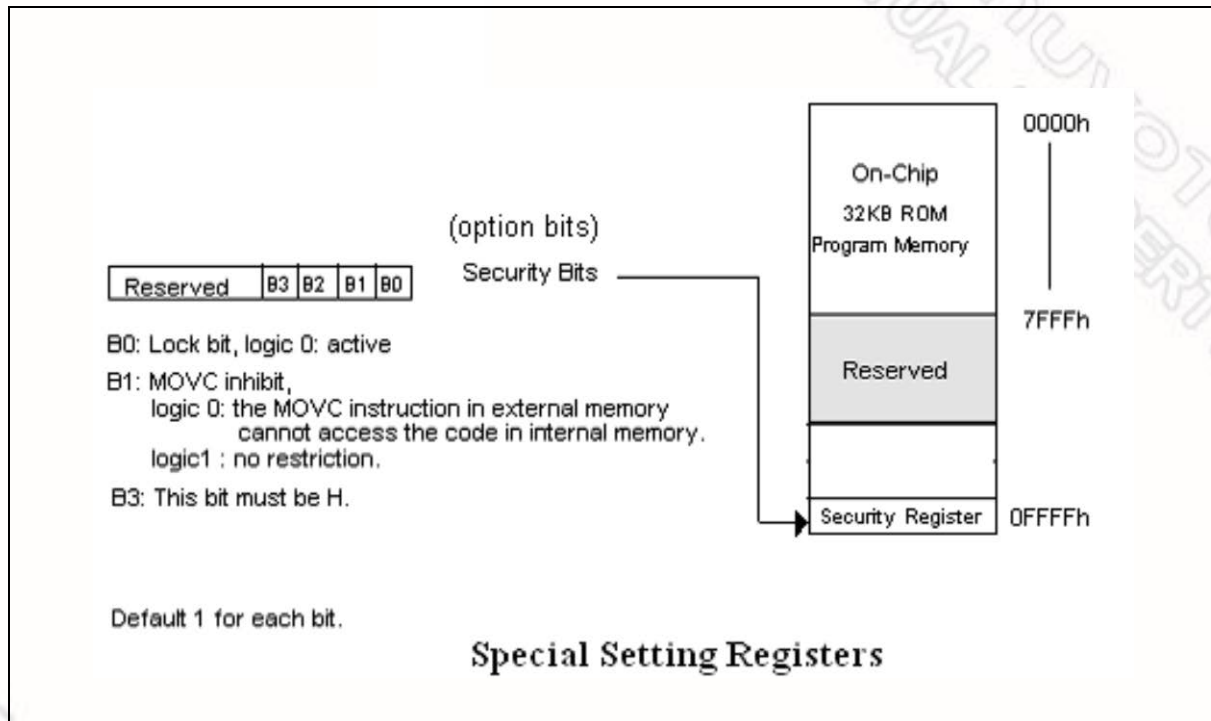 0000h
On-Chip
32KB ROM
Program Memory
7FFFh
Reserved
Security Register 0FFFFh
(option bits)
Security Bits
Reserved B3 B2 B1 B0
B0: Lock bit, logic 0: active
B1: MOVC inhibit,
logic 0: the MOVC instruction in external memory
cannot access the code in internal memory.
logic1 : no restriction.
B3: This bit must be H.
Default 1 for each bit.
Special Setting Registers